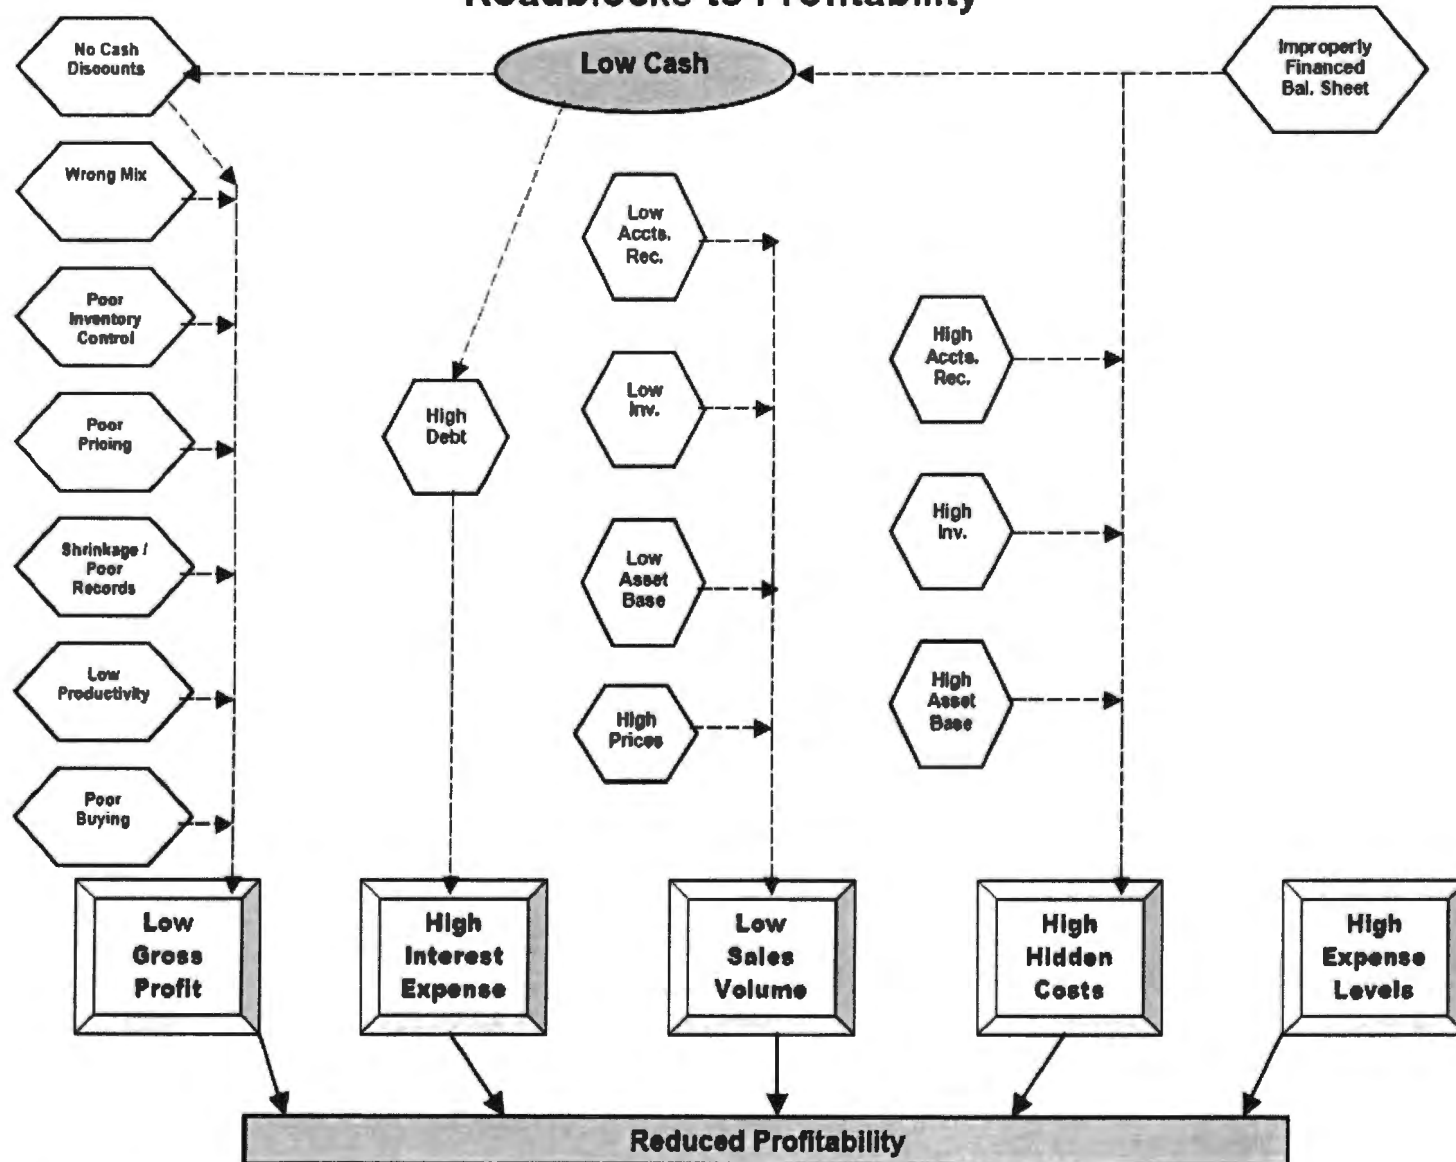 Roadblocks to Profitability
No Cash
Discounts
Low Cash
Improperly
Financed
Bal. Sheet
Wrong Mix
Low
Accts.
Rec.
Poor
Inventory
Control
High
Accts.
Rec.
Low
Inv.
High
Debt
Poor
Pricing
High
Inv.
Shrinkage /
Poor
Records
Low
Asset
Base
Low
Productivity
High
Asset
Base
High
Prices
Poor
Buying
Low
Gross
Profit
High
Interest
Expense
Low
Sales
Volume
High
Hidden
Costs
High
Expense
Levels
Reduced Profitability